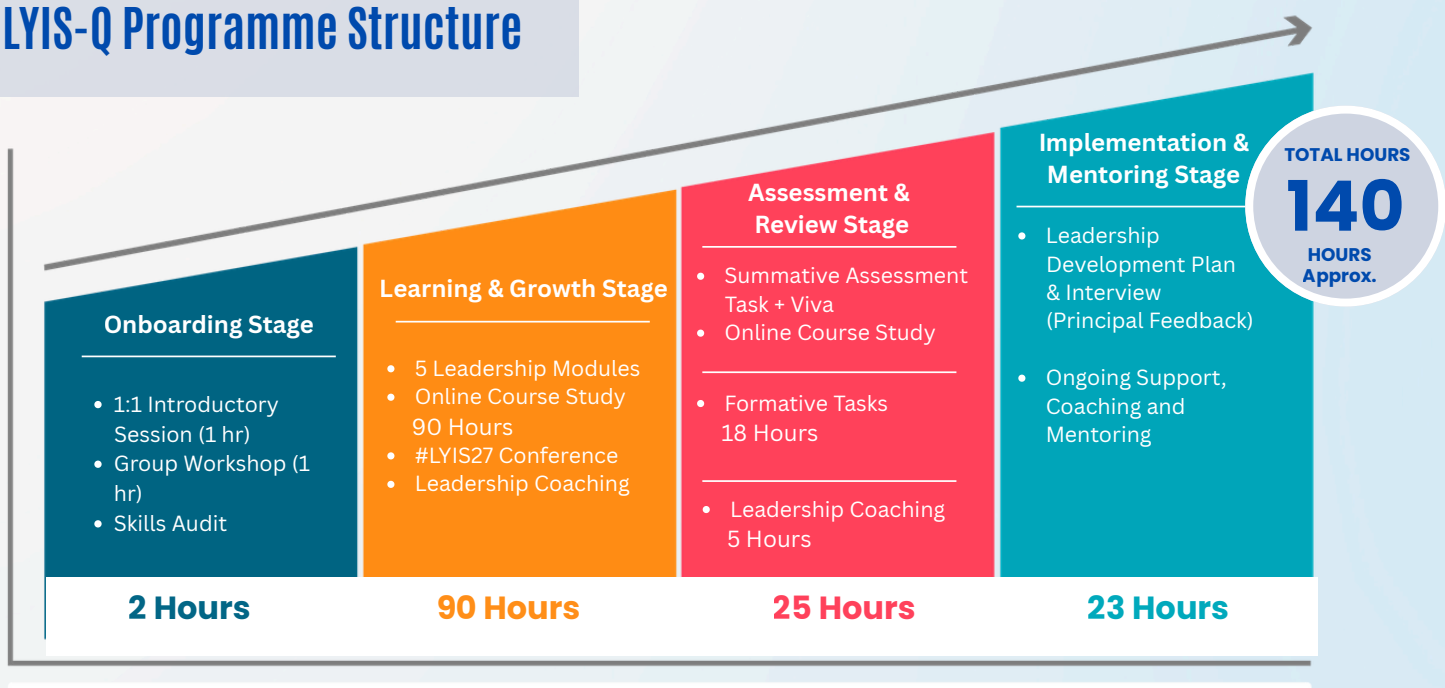 LYIS-Q Programme Structure
Onboarding Stage
1:1 Introductory
Session (1 hr)
Group Workshop (1
hr)
Skills Audit
2 Hours
Learning & Growth Stage
5 Leadership Modules
Online Course Study
90 Hours
#LYIS27 Conference
Leadership Coaching
90 Hours
Assessment &
Review Stage
Summative Assessment
Task + Viva
Online Course Study
Formative Tasks
18 Hours
Leadership Coaching
5 Hours
25 Hours
Implementation &
Mentoring Stage
Leadership
Development Plan
& Interview
(Principal Feedback)
Ongoing Support,
Coaching and
Mentoring
23 Hours
TOTAL HOURS
140
HOURS
Approx.